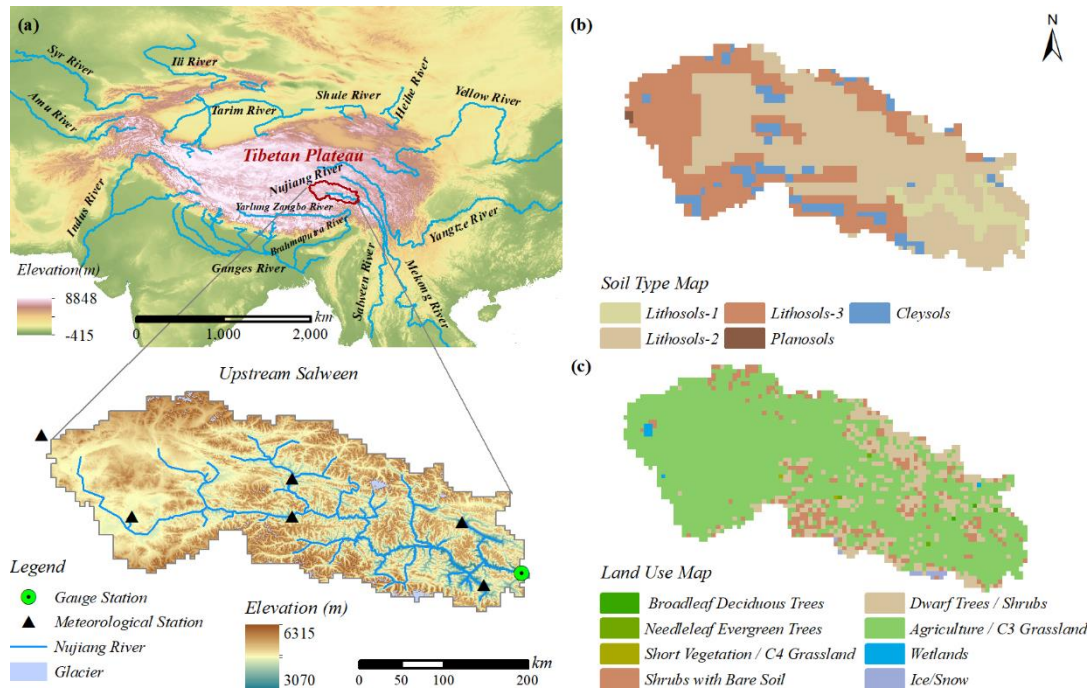 (a)
Syr River
Ili River
Amu River
Tarim River
Shule River
Heihe River
Yellow River
Tibetan Plateau
Nujiang River
Indus River
Yarlung Zangbo River
Brahmaputra River
Yangtze River
Ganges River
Salween River
Mekong River
Elevation(m)
8848
-415
km
0 1,000 2,000
Upstream Salween
Legend
Gauge Station
Meteorological Station
Nujiang River
Glacier
Elevation (m)
6315
3070
km
0 100 200
(b)
N
Soil Type Map
Lithosols-1 Lithosols-3 Cleysols
Lithosols-2 Planosols
(c)
Land Use Map
Broadleaf Deciduous Trees Dwarf Trees / Shrubs
Needleleaf Evergreen Trees Agriculture / C3 Grassland
Short Vegetation / C4 Grassland Wetlands
Shrubs with Bare Soil Ice/Snow